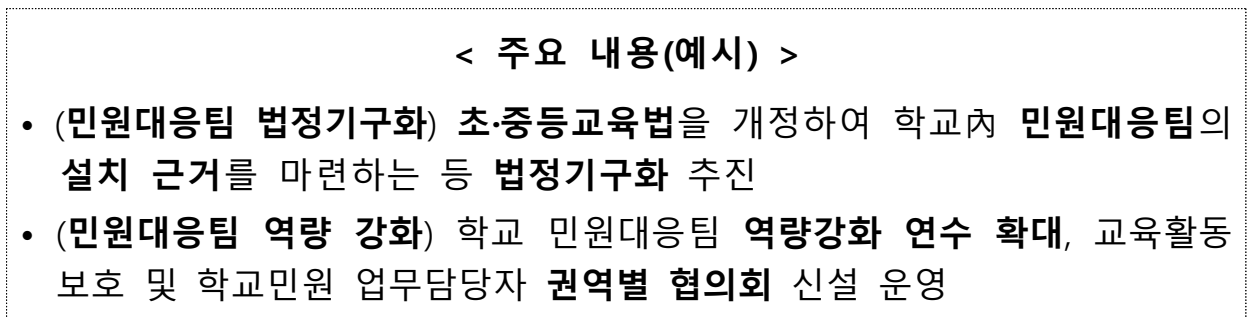 < 주요 내용(예시) >
• (민원대응팀 법정기구화) 초·중등교육법을 개정하여 학교內 민원대응팀의
설치 근거를 마련하는 등 법정기구화 추진
• (민원대응팀 역량 강화) 학교 민원대응팀 역량강화 연수 확대, 교육활동
보호 및 학교민원 업무담당자 권역별 협의회 신설 운영